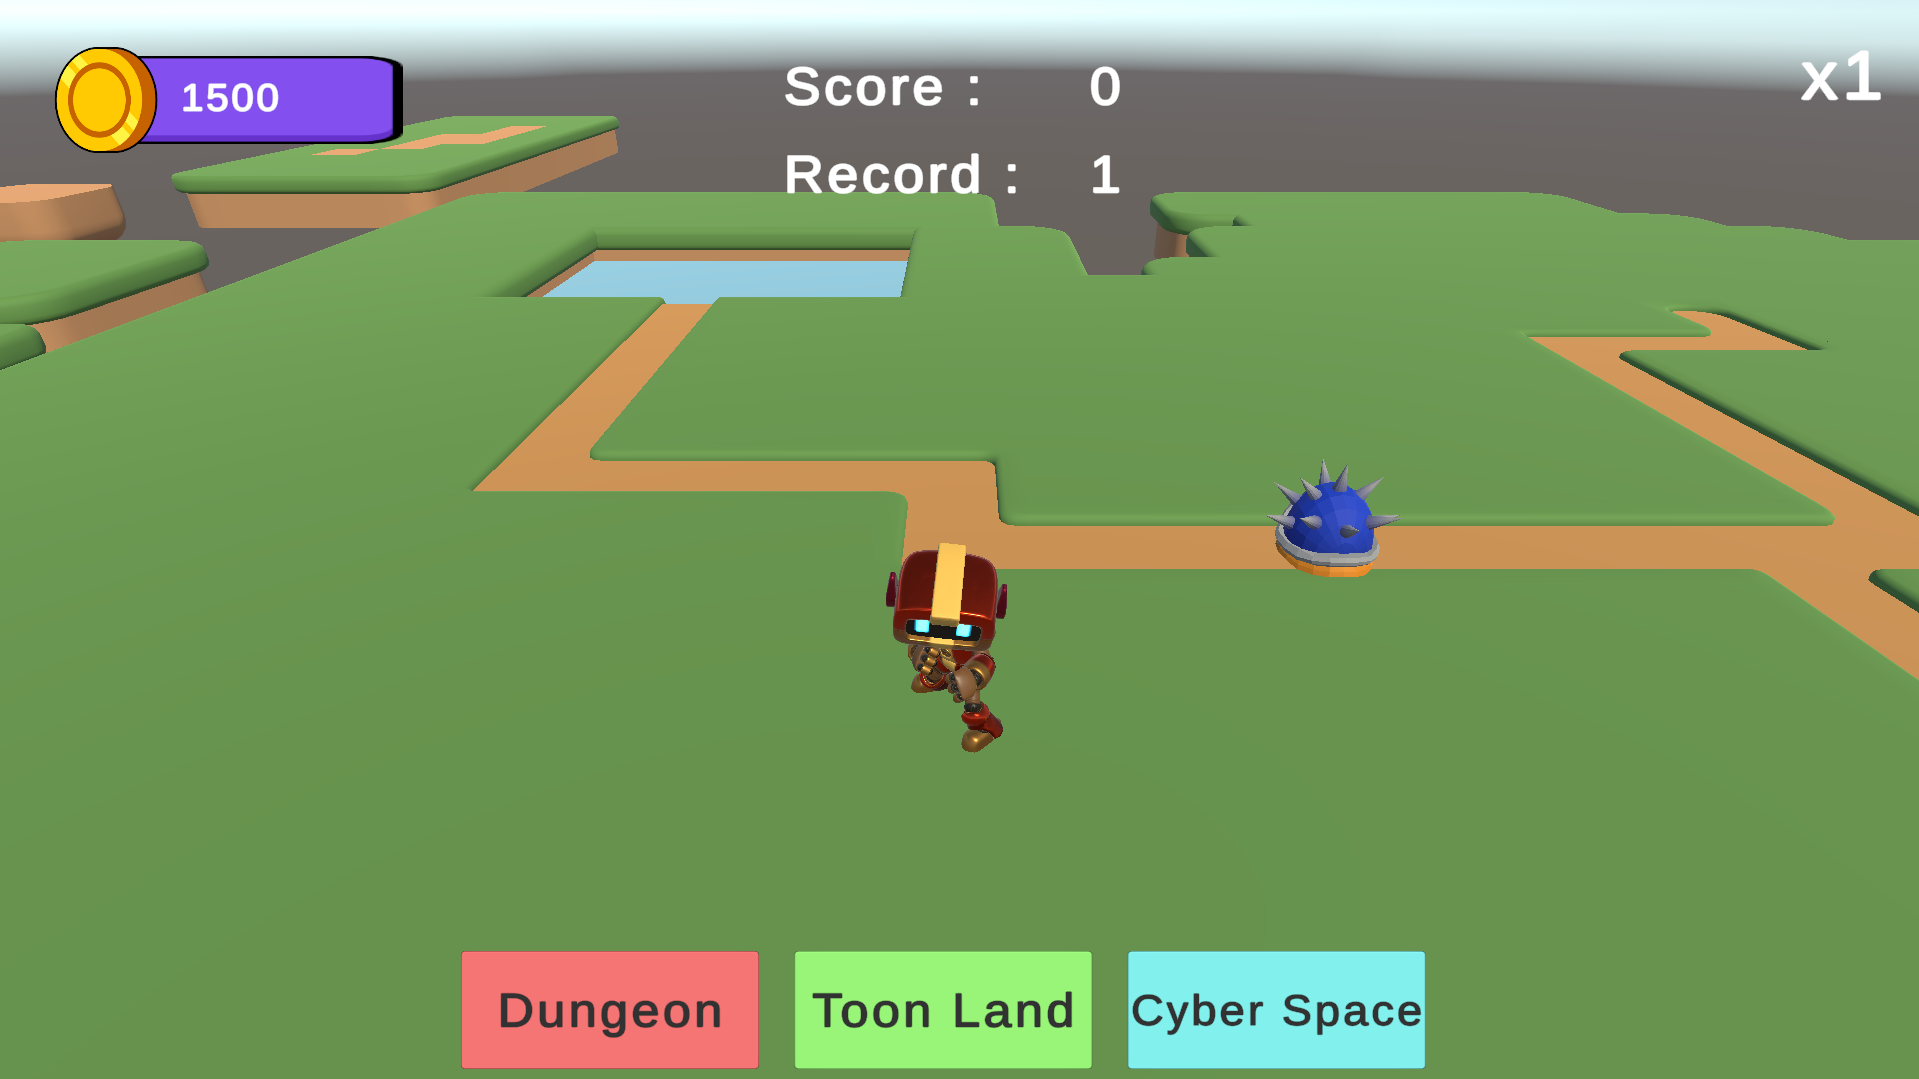 1500
Score : 0
x1
Record : 1
Dungeon
Toon Land
Cyber Space